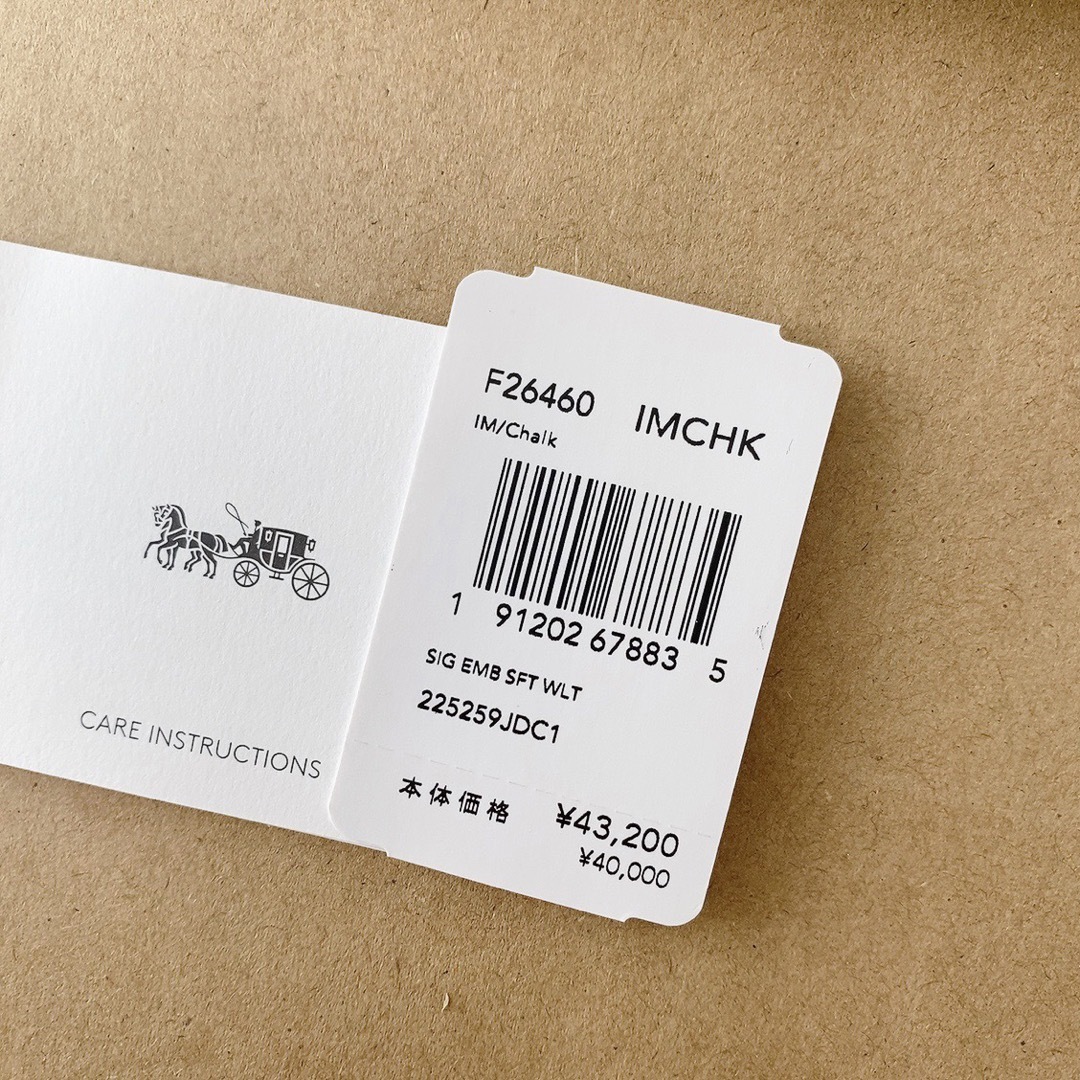 CARE INSTRUCTIONS
F26460 IMCHK
IM/Chalk
1 91202 67883 5
SIG EMB SFT WLT
225259JDC1
本体価格 ¥43,200
¥40,000